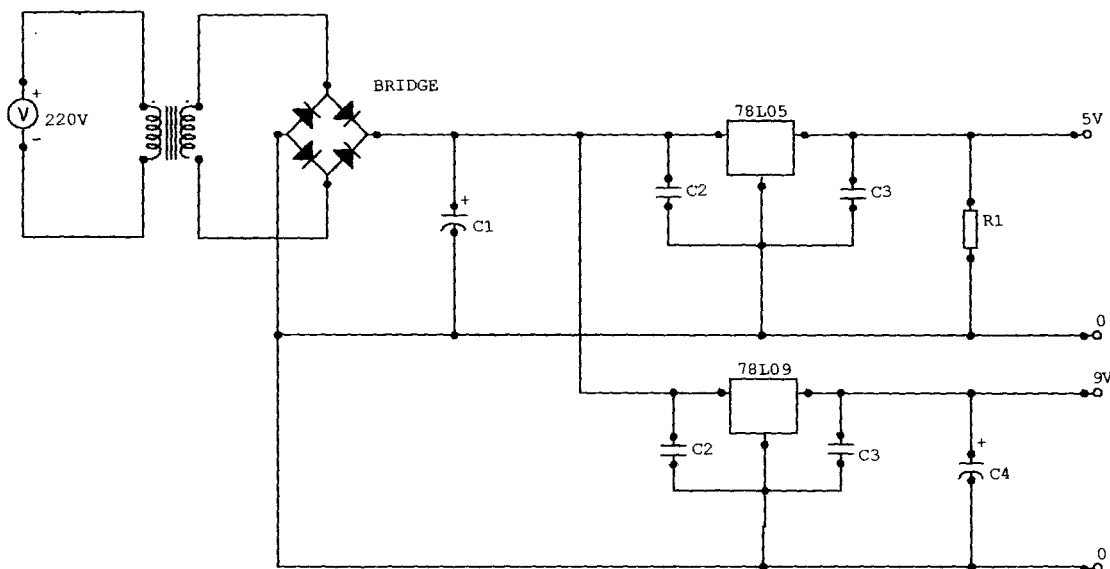 BRIDGE
+
V
220V
-
78L05
5V
C2
C3
+
C1
R1
0
78L09
9V
C2
C3
+
C4
0